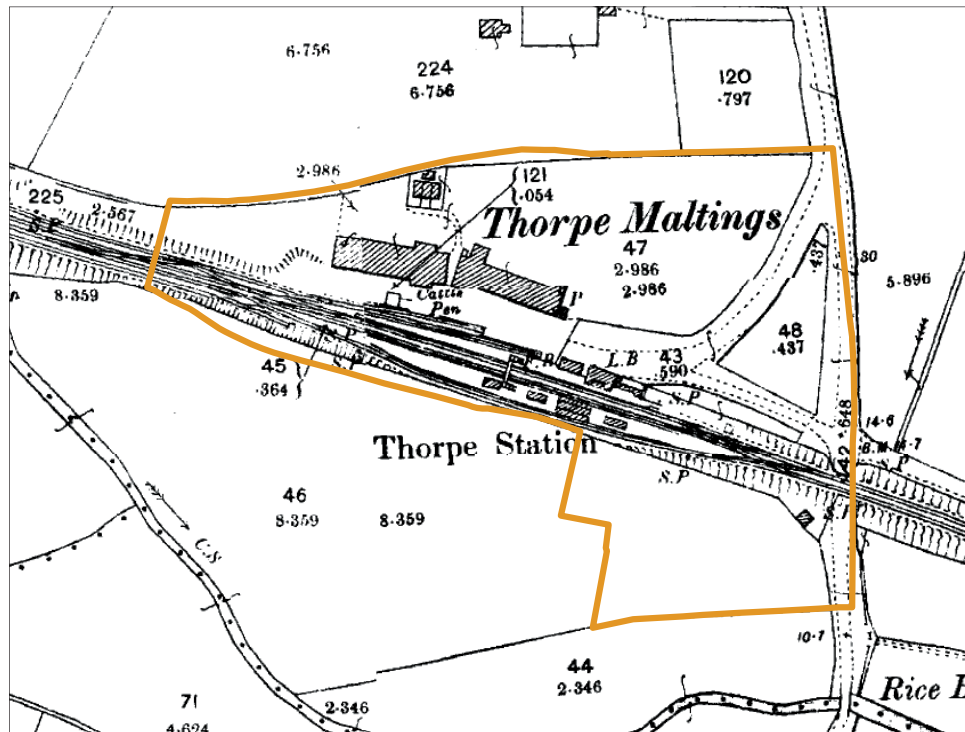 6·756
224
6·756
120
·797
2·986
121
·054
225
2·567
S.P
Thorpe Maltings
47
2·986
2·986
·437
30
5·896
8·359
Cattle
Pen
P
48
·437
L.B
43
·590
S.P
45
·364
S.P
S.P
14·6
B.M
14·7
P
Thorpe Station
S.P
S.P
46
8·359
8·359
C.S
10·1
44
2·346
71
4·624
2·346
Rice